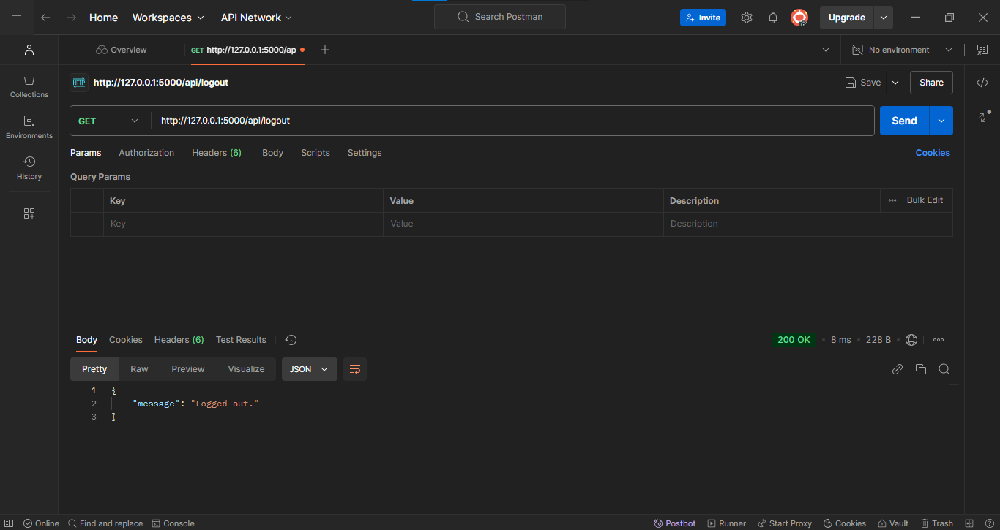 Home Workspaces API Network Search Postman Invite Upgrade
Overview GET http://127.0.0.1:5000/ap No environment
HTTP http://127.0.0.1:5000/api/logout Save Share
Collections
GET http://127.0.0.1:5000/api/logout Send
Environments
Params Authorization Headers (6) Body Scripts Settings Cookies
History
Query Params
Key Value Description Bulk Edit
Key Value Description
Body Cookies Headers (6) Test Results 200 OK 8 ms 228 B
Pretty Raw Preview Visualize JSON
1 {
2 "message": "Logged out."
3 }
Online Find and replace Console Postbot Runner Start Proxy Cookies Vault Trash